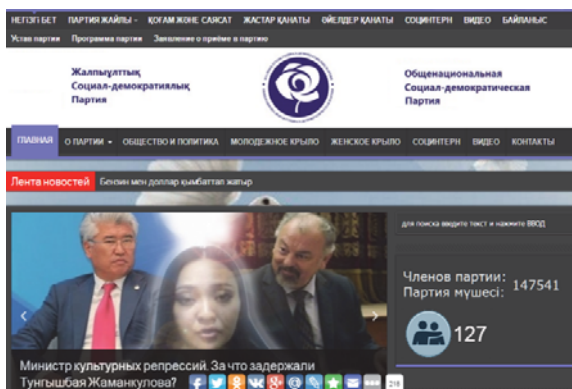 НЕГІЗГІ БЕТ ПАРТИЯ ЖАЙЛЫ - ҚОҒАМ ЖӘНЕ САЯСАТ ЖАСТАР ҚАНАТЫ ӘЙЕЛДЕР ҚАНАТЫ СОЦИНТЕРН ВИДЕО БАЙЛАНЫС
Устав партии Программа партии Заявление о приёме в партию
Жалпыұлттық
Социал-демократиялық
Партия
Общенациональная
Социал-демократическая
Партия
ГЛАВНАЯ О ПАРТИИ ОБЩЕСТВО И ПОЛИТИКА МОЛОДЕЖНОЕ КРЫЛО ЖЕНСКОЕ КРЫЛО СОЦИНТЕРН ВИДЕО КОНТАКТЫ
Лента новостей Бензин мен доллар қымбаттап жатыр
для поиска введите текст и нажмите ВВОД
Членов партии:
Партия мүшесі: 147541
127
Министр культурных репрессий. За что задержали
Тунгышбая Жаманкулова?
218